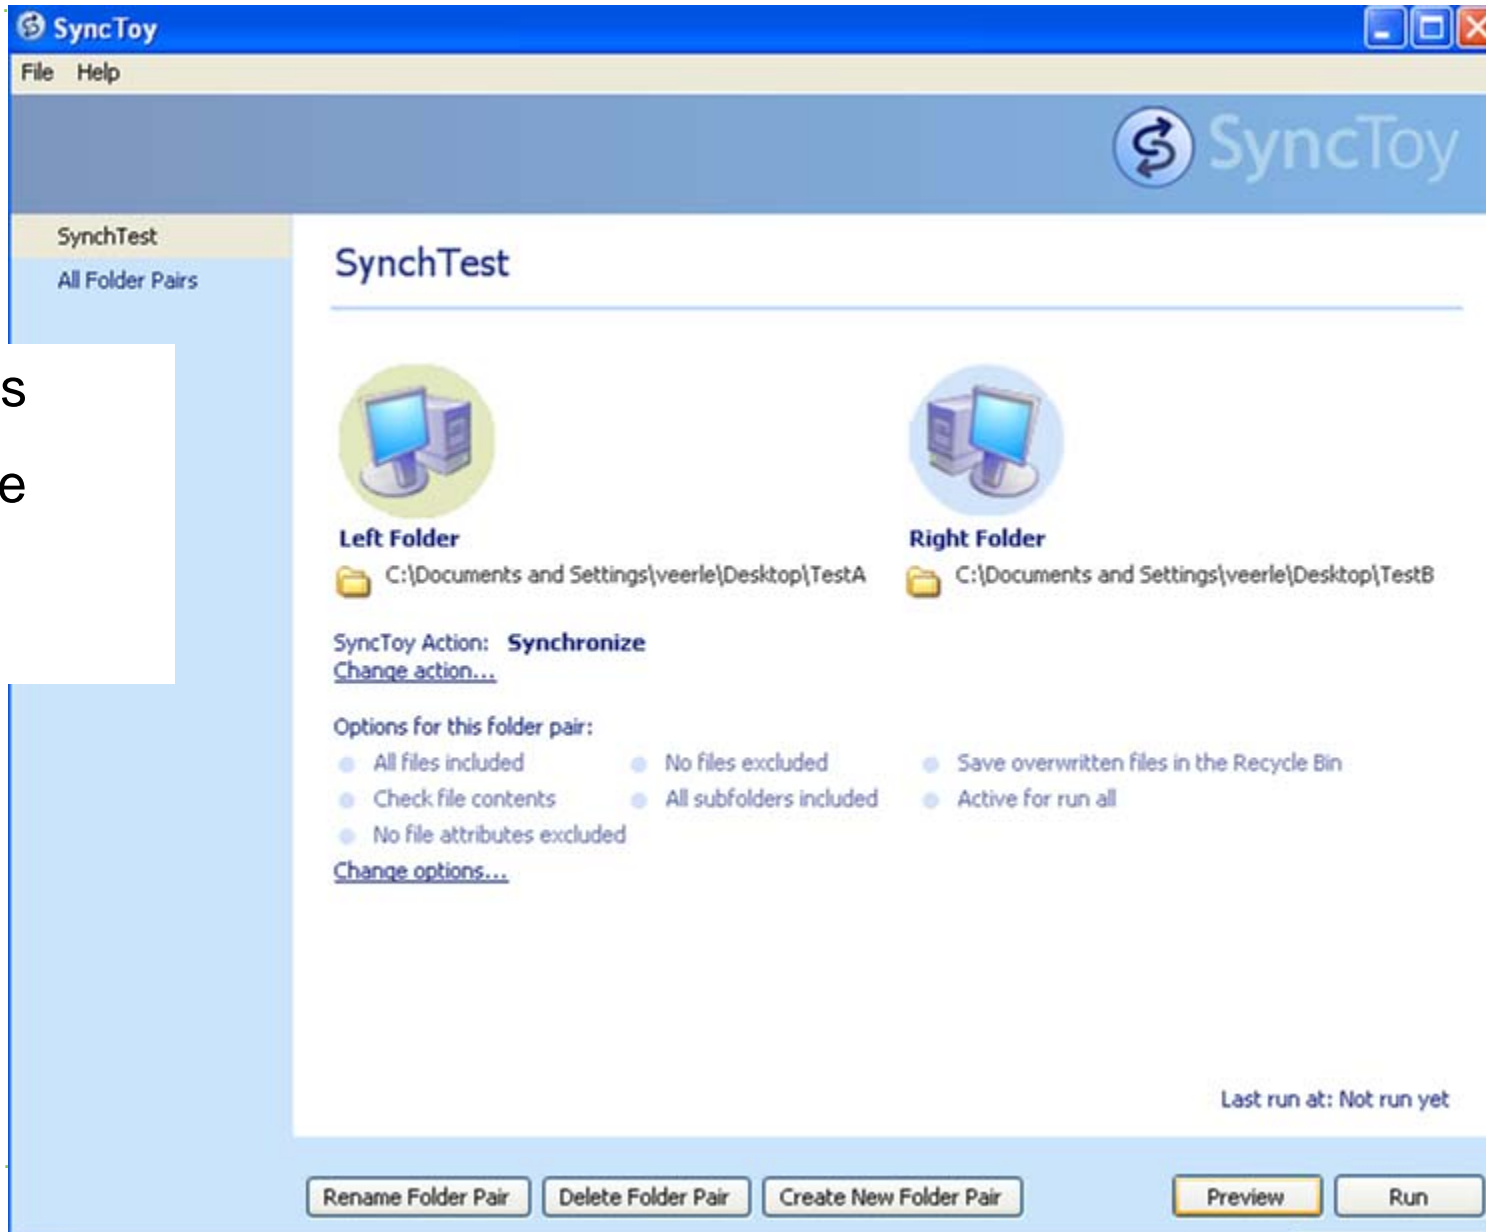 SyncToy
File Help
SyncToy
SynchTest
All Folder Pairs
s
e
SynchTest
Left Folder
C:\Documents and Settings\veerle\Desktop\TestA
Right Folder
C:\Documents and Settings\veerle\Desktop\TestB
SyncToy Action: Synchronize
Change action...
Options for this folder pair:
All files included No files excluded Save overwritten files in the Recycle Bin
Check file contents All subfolders included Active for run all
No file attributes excluded
Change options...
Last run at: Not run yet
Rename Folder Pair Delete Folder Pair Create New Folder Pair Preview Run